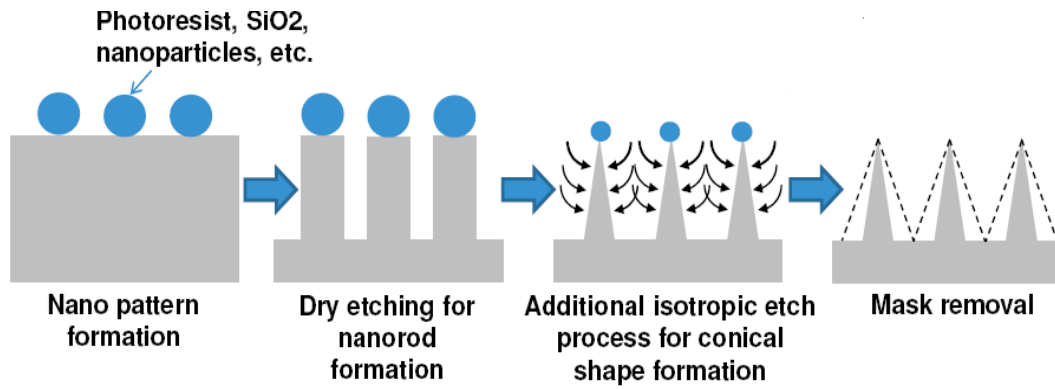 Photoresist, SiO2,
nanoparticles, etc.
Nano pattern
formation
Dry etching for
nanorod
formation
Additional isotropic etch
process for conical
shape formation
Mask removal